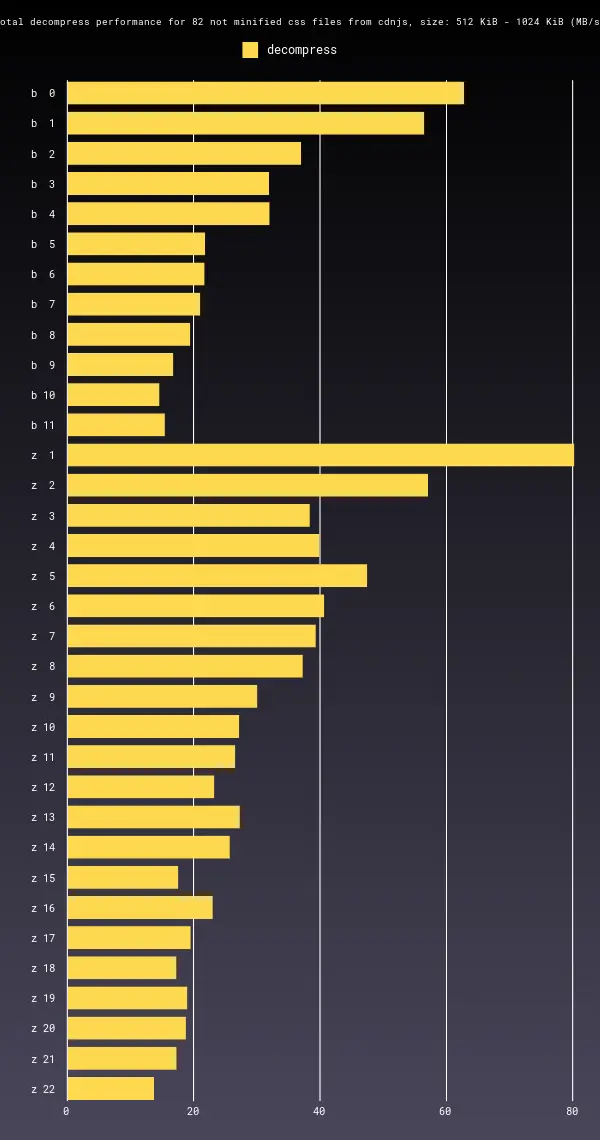 otal decompress performance for 82 not minified css files from cdnjs, size: 512 KiB - 1024 KiB (MB/s
decompress
b 0
b 1
b 2
b 3
b 4
b 5
b 6
b 7
b 8
b 9
b 10
b 11
z 1
z 2
z 3
z 4
z 5
z 6
z 7
z 8
z 9
z 10
z 11
z 12
z 13
z 14
z 15
z 16
z 17
z 18
z 19
z 20
z 21
z 22
0 20 40 60 80